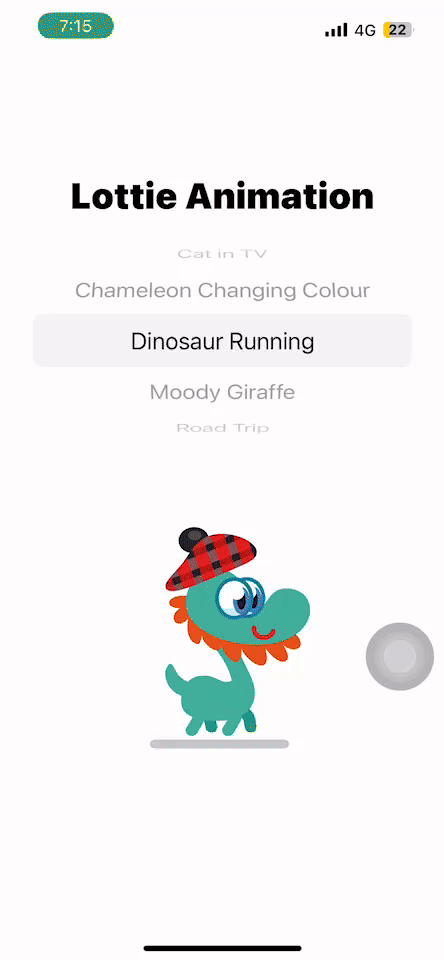 7:15
4G 22
Lottie Animation
Cat in TV
Chameleon Changing Colour
Dinosaur Running
Moody Giraffe
Road Trip